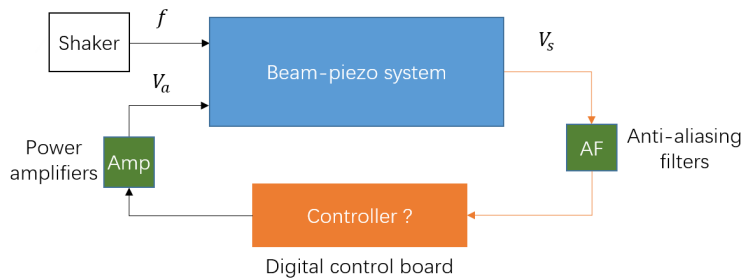 Shaker
f
Beam-piezo system
V_s
V_a
Power
amplifiers
Amp
AF
Anti-aliasing
filters
Controller ?
Digital control board